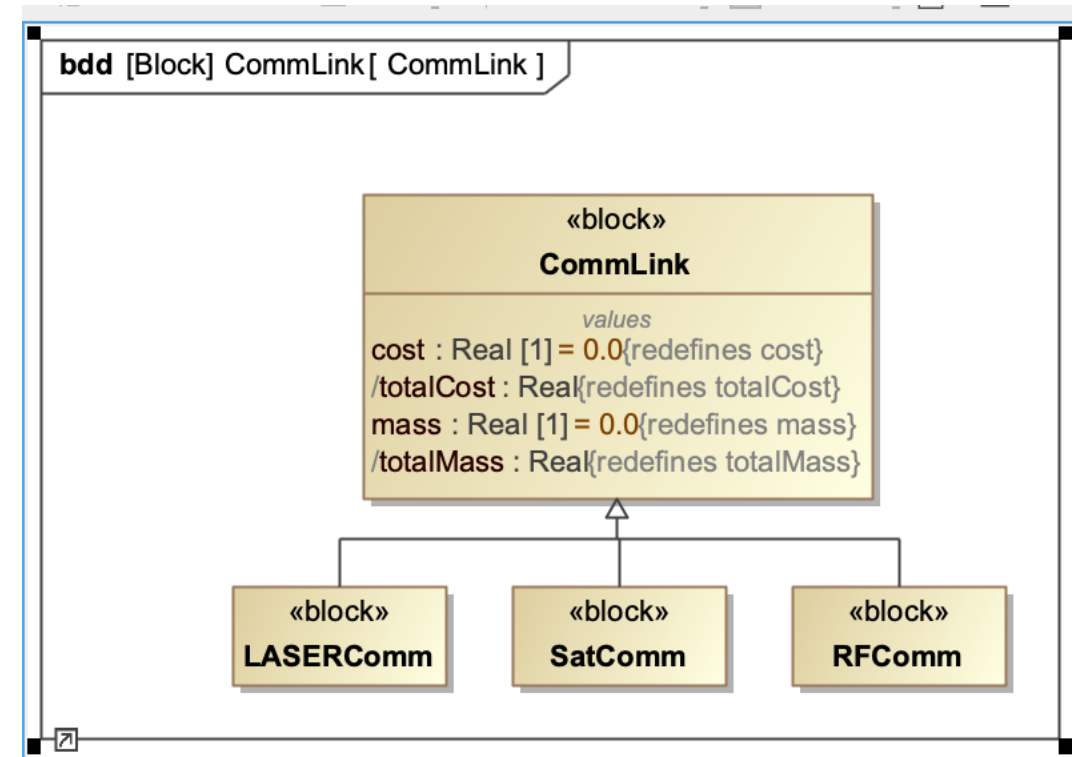 bdd [Block] CommLink[ CommLink ]
«block»
CommLink
values
cost : Real [1] = 0.0{redefines cost}
/totalCost : Real{redefines totalCost}
mass : Real [1] = 0.0{redefines mass}
/totalMass : Real{redefines totalMass}
«block»
LASERComm
«block»
SatComm
«block»
RFComm